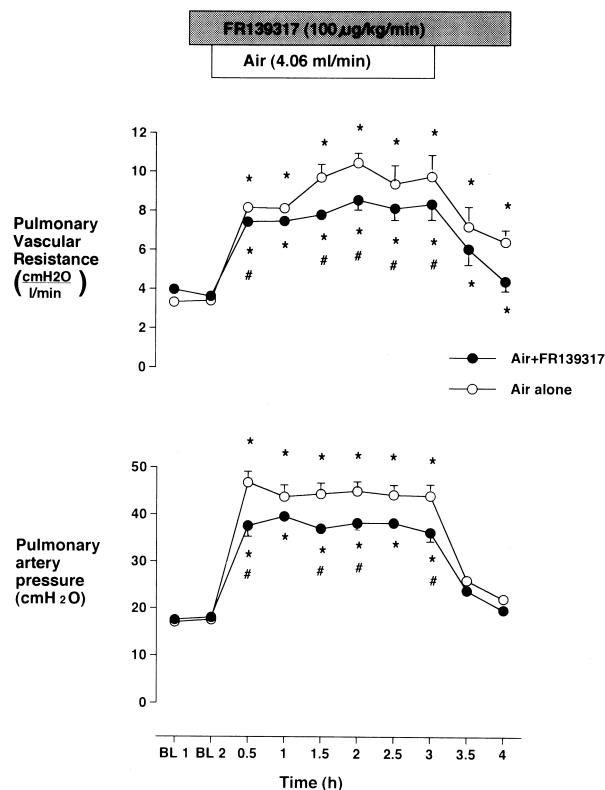 FR139317 (100 µg/kg/min)
Air (4.06 ml/min)
12
10
8
6
4
2
0
Pulmonary
Vascular
Resistance
(cmH2O
l/min)
* * * * * * * *
* * * * * * * *
# # # # #
Air+FR139317
Air alone
50
40
30
20
10
0
Pulmonary
artery
pressure
(cmH2O)
* * * * * *
* * * * * *
# # # #
BL 1 BL 2 0.5 1 1.5 2 2.5 3 3.5 4
Time (h)